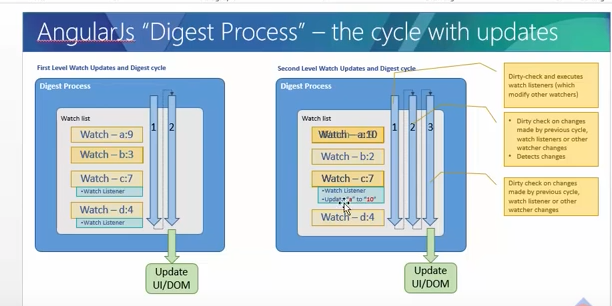 AngularJs "Digest Process" – the cycle with updates
First Level Watch Updates and Digest cycle
Digest Process
Watch list
1
2
Watch – a:9
Watch – b:3
Watch – c:7
•Watch Listener
Watch – d:4
•Watch Listener
Update
UI/DOM
Second Level Watch Updates and Digest cycle
Digest Process
Watch list
1
2
3
Watch – b:2
Watch – c:7
•Watch Listener
•Update "a" to "10"
Watch – d:4
Update
UI/DOM
Dirty-check and executes
watch listeners (which
modify other watchers)
• Dirty check on changes
made by previous cycle,
watch listeners or other
watcher changes
• Detects changes
Dirty check on changes
made by previous cycle,
watch listener or other
watcher changes